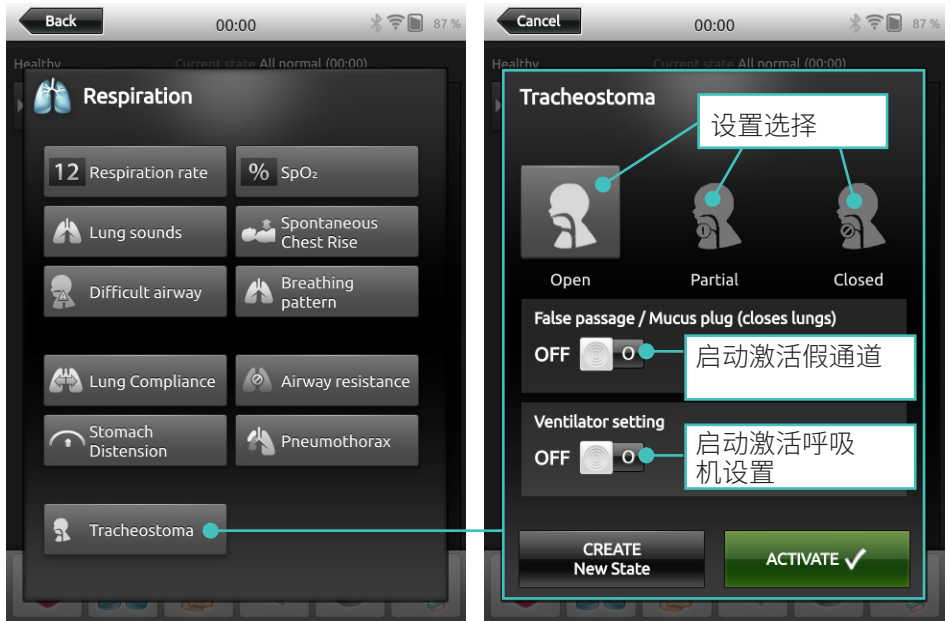 Back
00:00
87 %
Healthy
Current state All normal (00:00)
Respiration
12 Respiration rate
% SpO₂
Lung sounds
Spontaneous
Chest Rise
Difficult airway
Breathing
pattern
Lung Compliance
Airway resistance
Stomach
Distension
Pneumothorax
Tracheostoma
Cancel
00:00
87 %
Healthy
Current state All normal (00:00)
Tracheostoma
设置选择
Open
Partial
Closed
False passage / Mucus plug (closes lungs)
OFF
O
启动激活假通道
Ventilator setting
OFF
O
启动激活呼吸
机设置
CREATE
New State
ACTIVATE